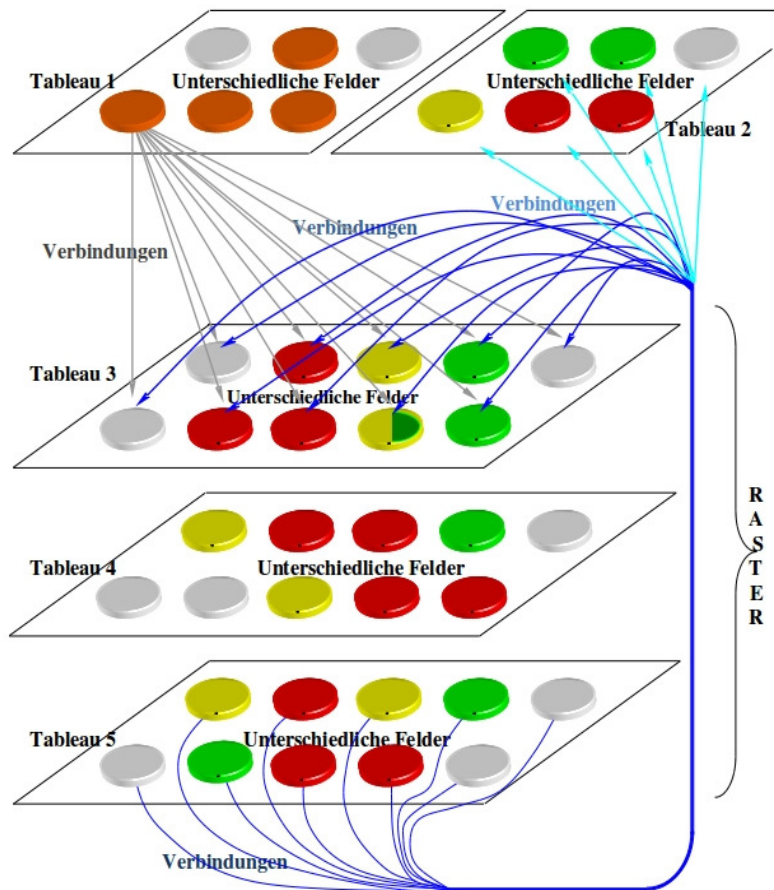 Tableau 1
Unterschiedliche Felder
Unterschiedliche Felder
Tableau 2
Verbindungen
Verbindungen
Verbindungen
Tableau 3
Unterschiedliche Felder
RASTER
Tableau 4
Unterschiedliche Felder
Tableau 5
Unterschiedliche Felder
Verbindungen